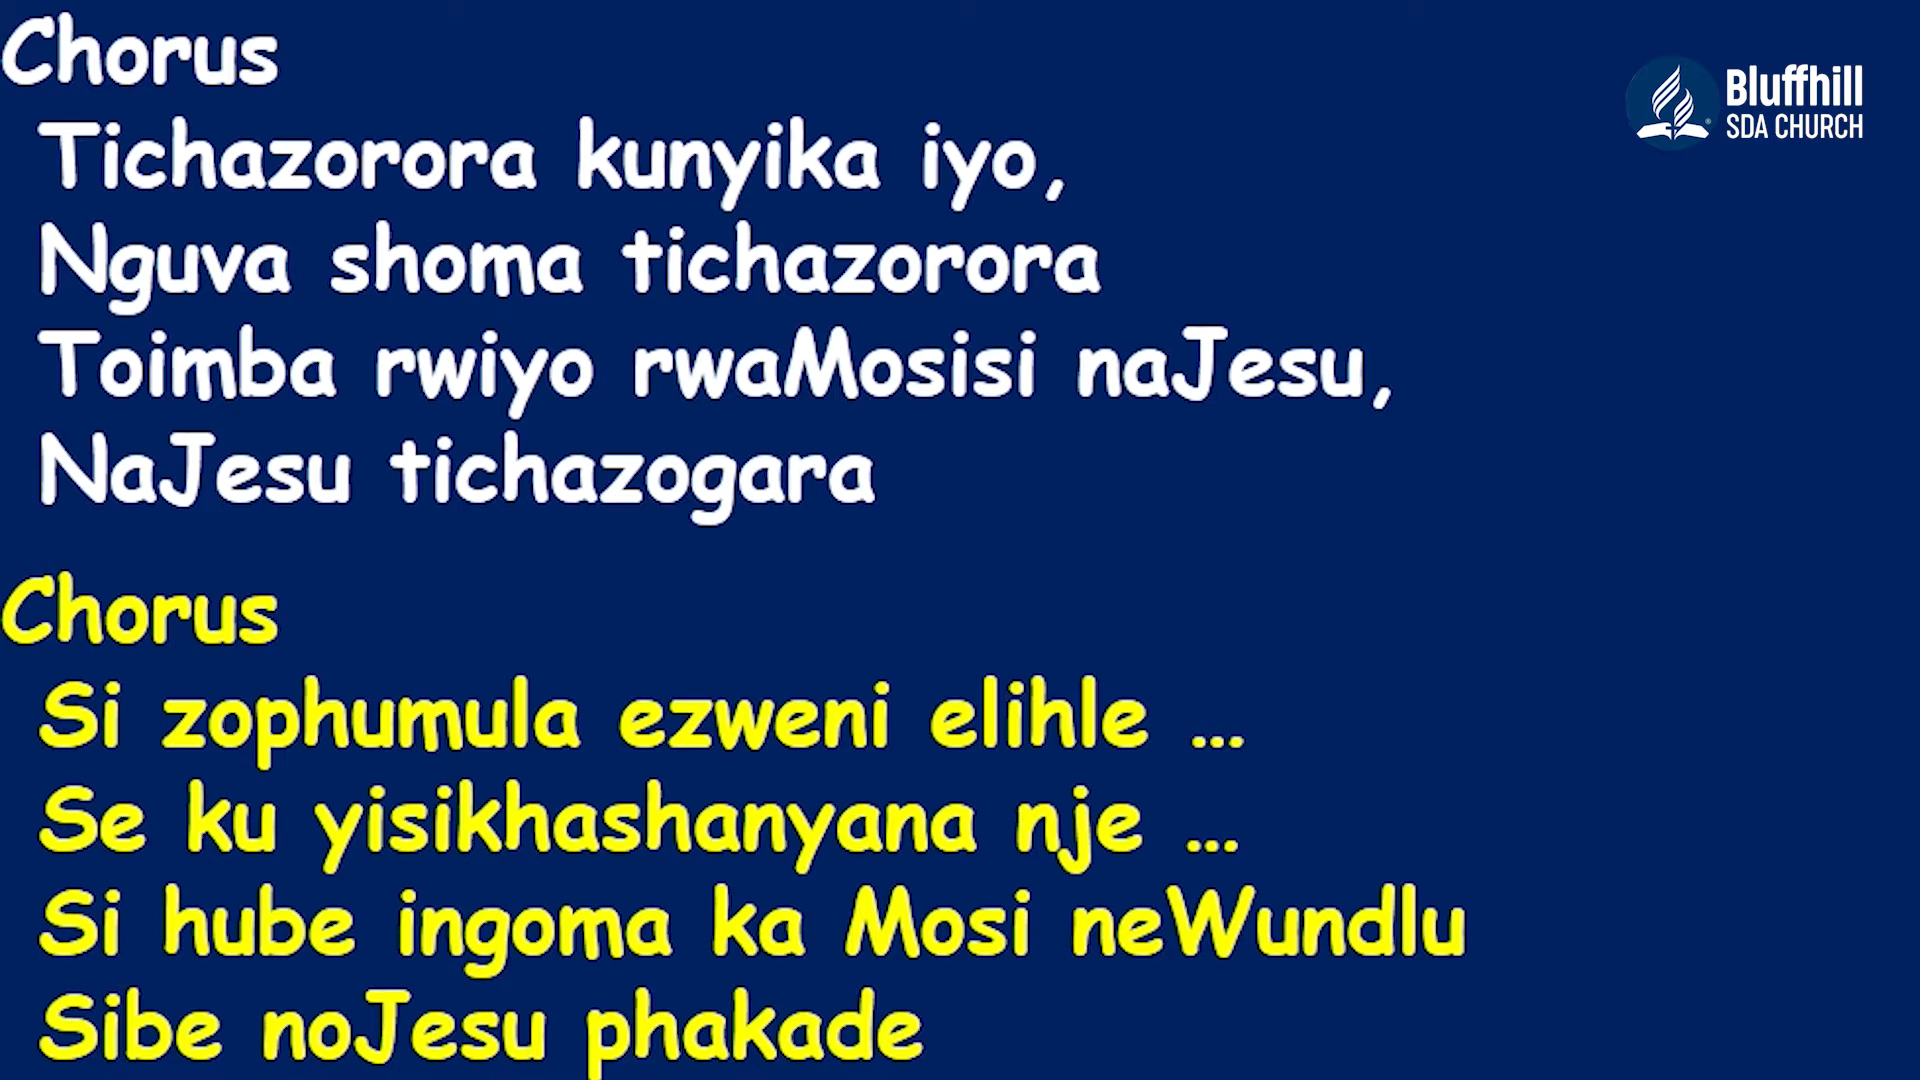 Chorus
Tichazorora kunyika iyo,
Nguva shoma tichazorora
Toimba rwiyo rwaMosisi naJesu,
NaJesu tichazogara
Chorus
Si zophumula ezweni elihle ...
Se ku yisikhashanyana nje ...
Si hube ingoma ka Mosi neWundlu
Sibe noJesu phakade
Bluffhill
SDA CHURCH